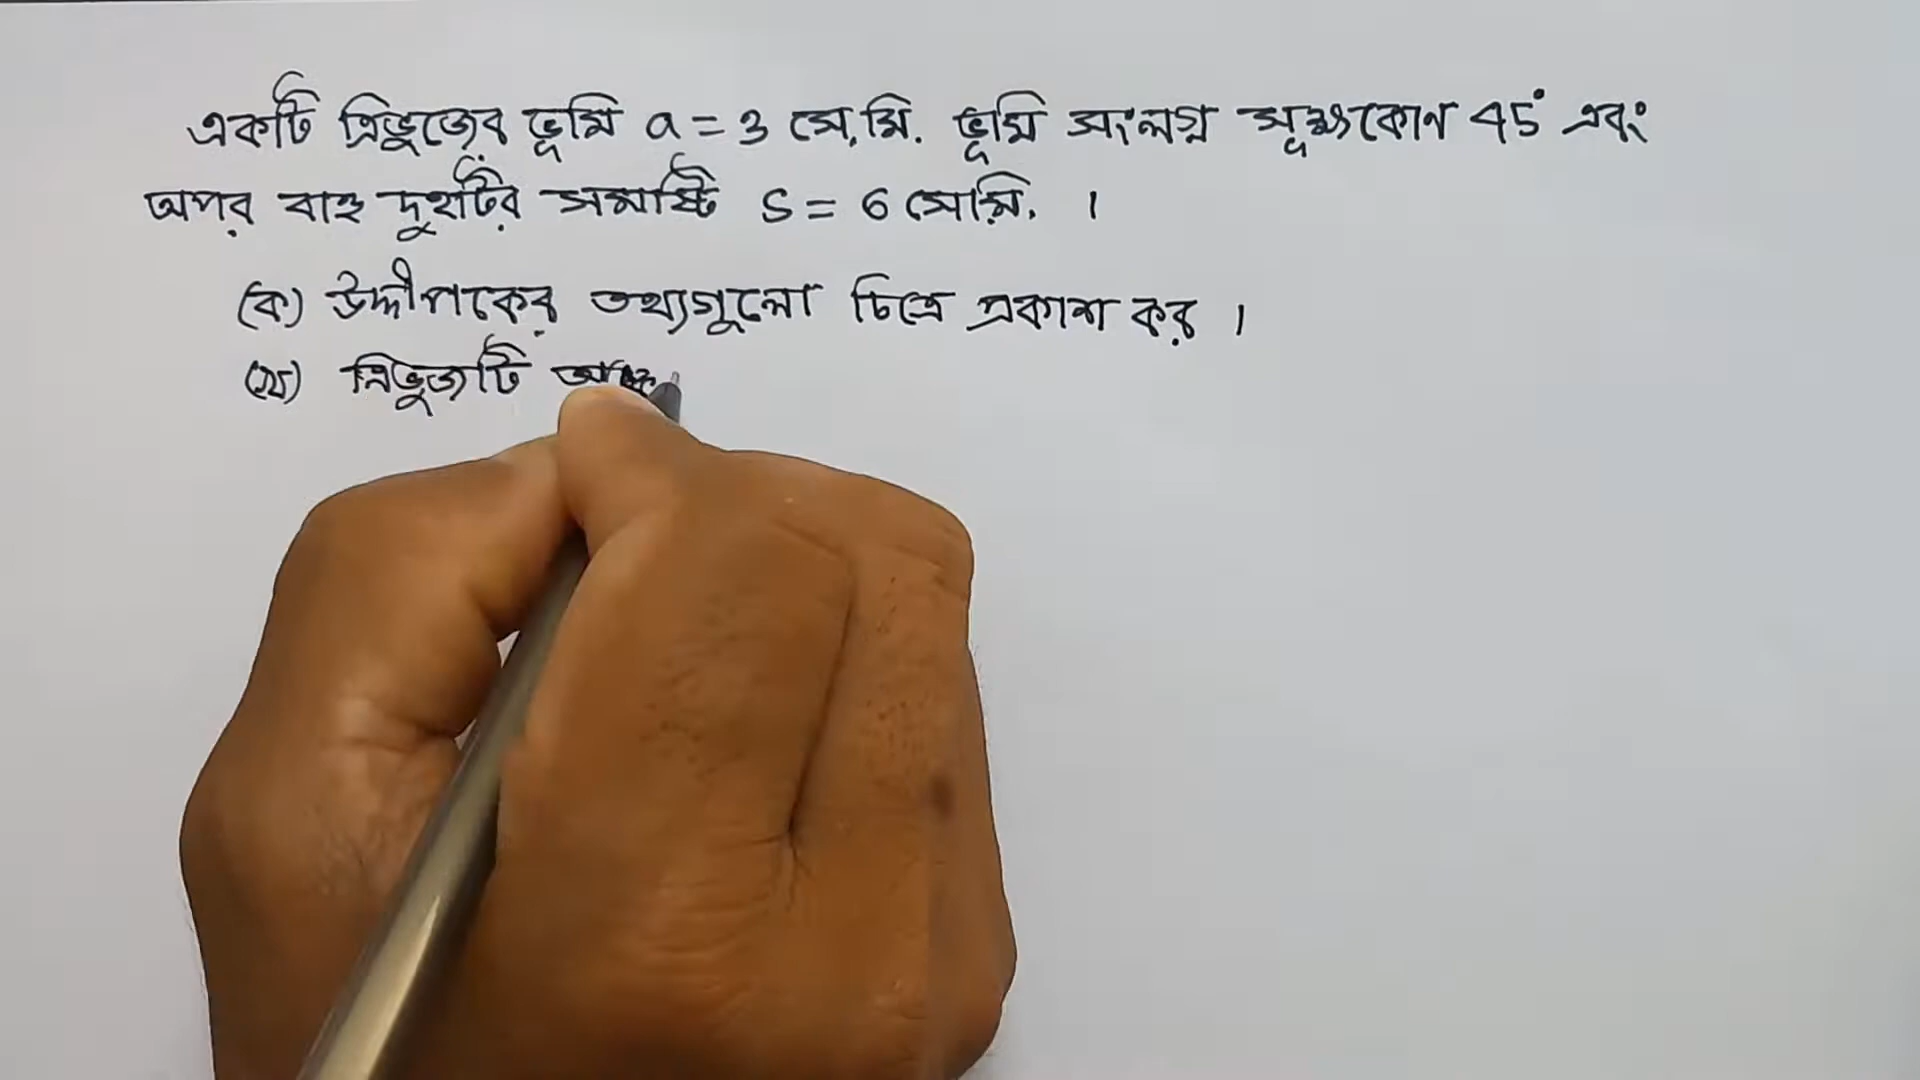 একটি ত্রিভুজের ভূমি a = 3 সে.মি. ভূমি সংলগ্ন সূক্ষ্মকোণ 45° এবং
অপর বাহু দুইটির সমষ্টি S = 6 সেমি. ।
(ক) উদ্দীপকের তথ্যগুলো চিত্রে প্রকাশ কর ।
(খ) ত্রিভুজটি